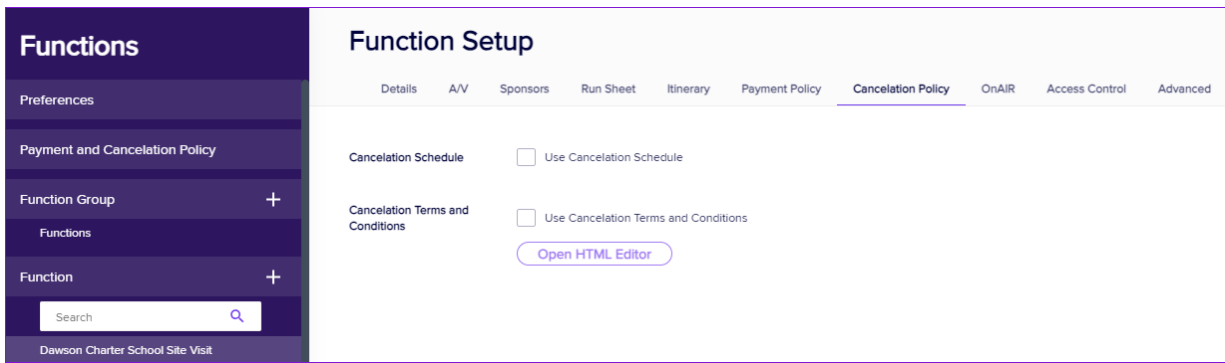 Functions
Preferences
Payment and Cancelation Policy
Function Group +
Functions
Function +
Search
Dawson Charter School Site Visit
Function Setup
Details A/V Sponsors Run Sheet Itinerary Payment Policy Cancelation Policy OnAIR Access Control Advanced
Cancelation Schedule Use Cancelation Schedule
Cancelation Terms and
Conditions
Use Cancelation Terms and Conditions
Open HTML Editor